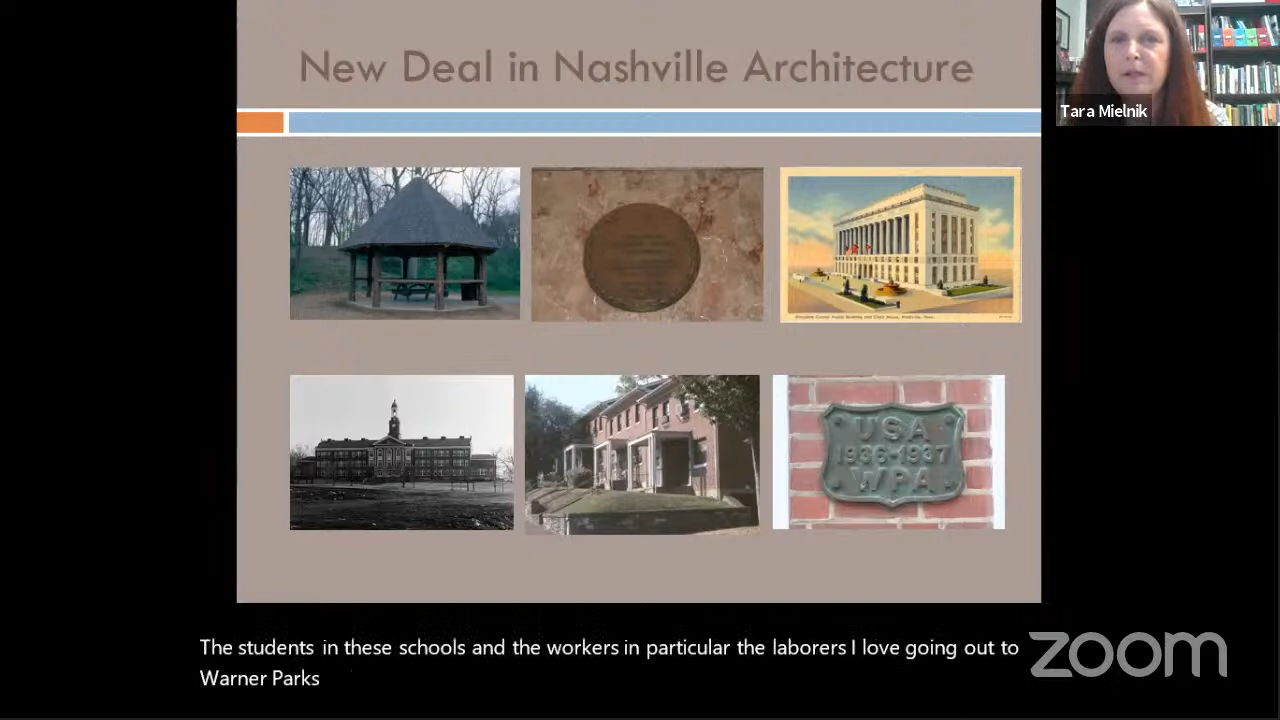 New Deal in Nashville Architecture
Tara Mielnik
USA
1936-1937
WPA
The students in these schools and the workers in particular the laborers I love going out to
Warner Parks
zoom